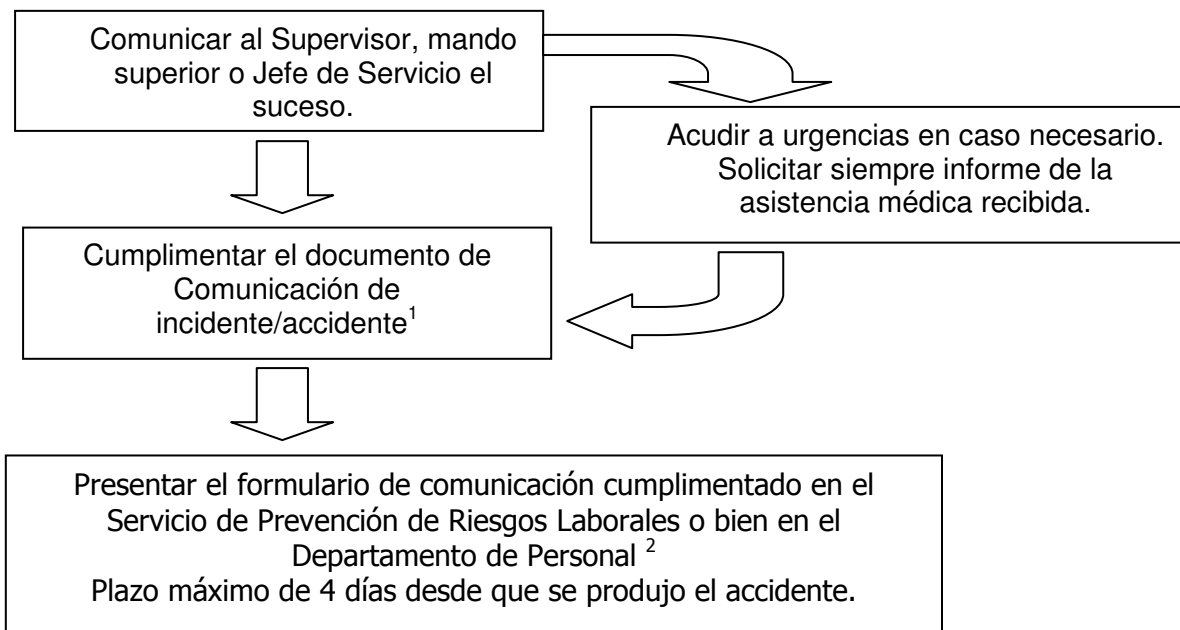 Comunicar al Supervisor, mando
superior o Jefe de Servicio el
suceso.
Acudir a urgencias en caso necesario.
Solicitar siempre informe de la
asistencia médica recibida.
Cumplimentar el documento de
Comunicación de
incidente/accidente¹
Presentar el formulario de comunicación cumplimentado en el
Servicio de Prevención de Riesgos Laborales o bien en el
Departamento de Personal ²
Plazo máximo de 4 días desde que se produjo el accidente.